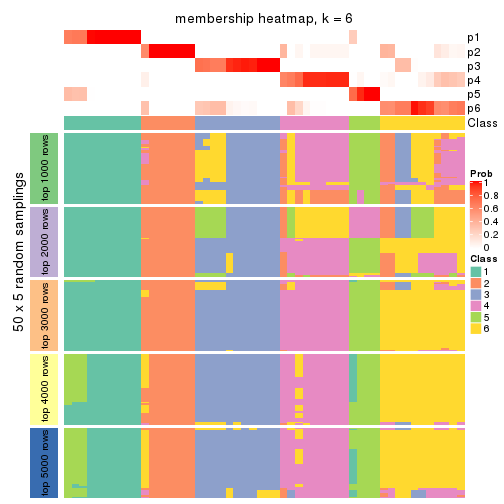 membership heatmap, k = 6
p1
p2
p3
p4
p5
p6
Class
50 x 5 random samplings
top 1000 rows
top 2000 rows
top 3000 rows
top 4000 rows
top 5000 rows
Prob
1
0.8
0.6
0.4
0.2
0
Class
1
2
3
4
5
6